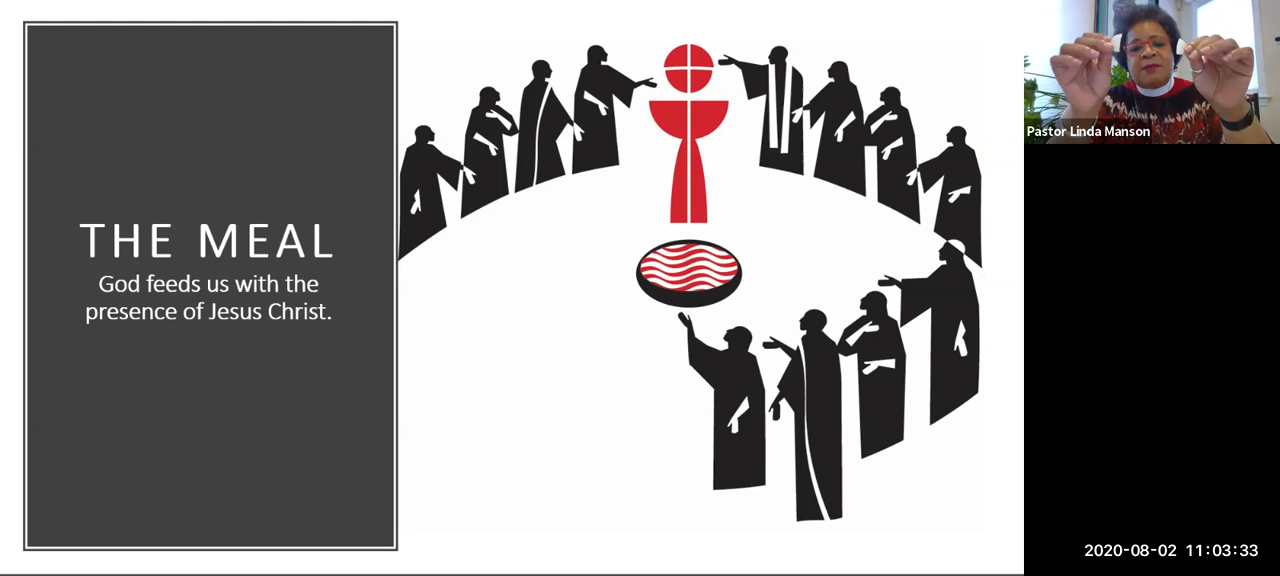 THE MEAL
God feeds us with the
presence of Jesus Christ.
Pastor Linda Manson
2020-08-02 11:03:33